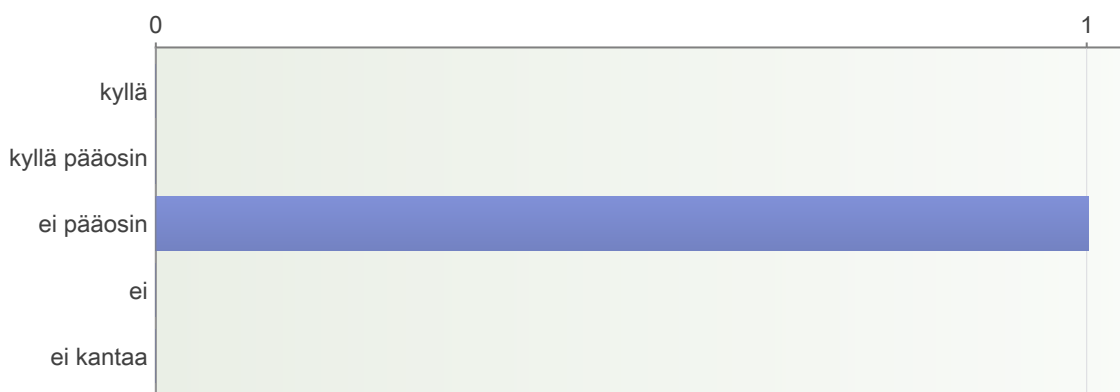 0 1
kyllä
kyllä pääosin
ei pääosin
ei
ei kantaa